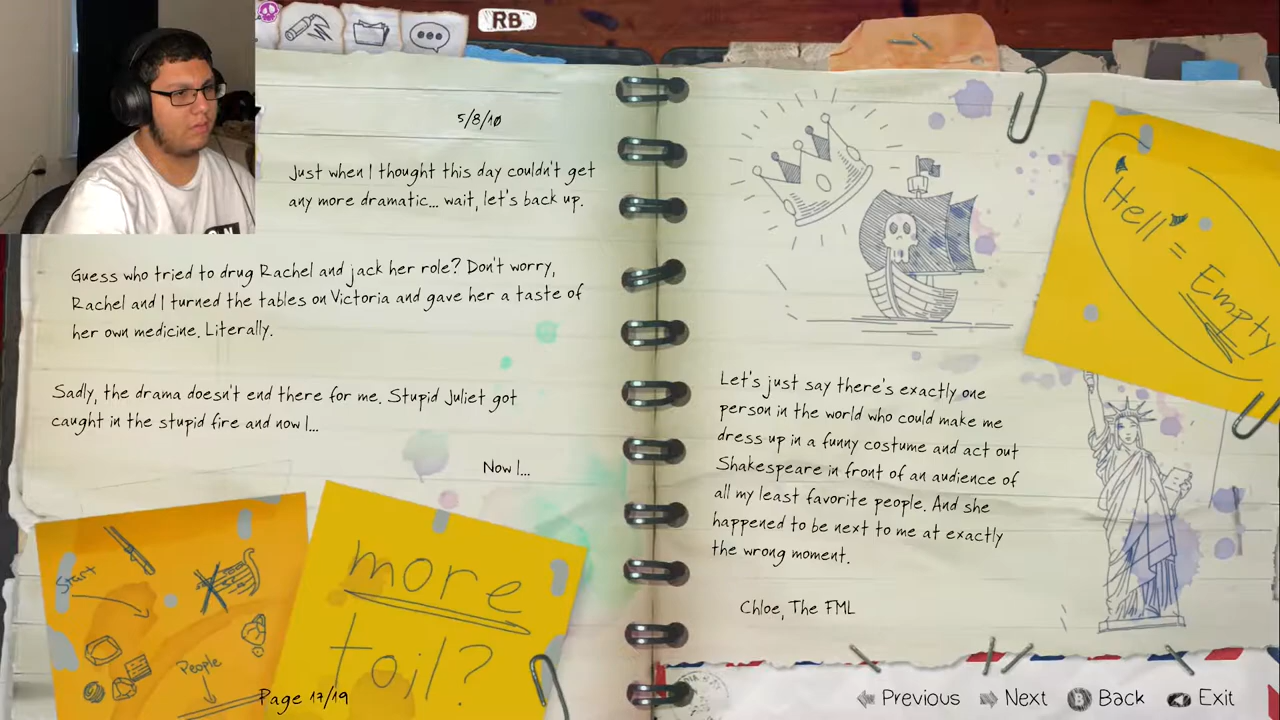 RB
5/8/10
Just when I thought this day couldn't get
any more dramatic... wait, let's back up.
Guess who tried to drug Rachel and jack her role? Don't worry,
Rachel and I turned the tables on Victoria and gave her a taste of
her own medicine. Literally.
Sadly, the drama doesn't end there for me. Stupid Juliet got
caught in the stupid fire and now I...
Now I...
Start
People
more
toil?
Page 17/19
Hell =
Empty
Let's just say there's exactly one
person in the world who could make me
dress up in a funny costume and act out
Shakespeare in front of an audience of
all my least favorite people. And she
happened to be next to me at exactly
the wrong moment.
Chloe, The FML
Previous Next B Back Exit